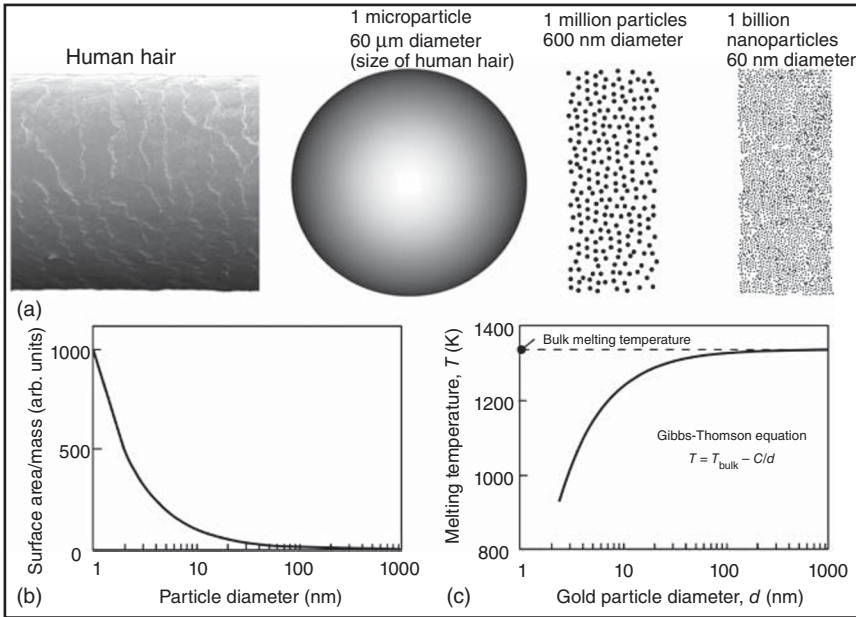 Human hair
1 microparticle
60 μm diameter
(size of human hair)
1 million particles
600 nm diameter
1 billion
nanoparticles
60 nm diameter
(a)
Surface area/mass (arb. units)
1000
500
0
1
10
100
1000
(b)
Particle diameter (nm)
Melting temperature, T (K)
1400
1200
1000
800
Bulk melting temperature
Gibbs-Thomson equation
T = T_bulk – C/d
1
10
100
1000
(c)
Gold particle diameter, d (nm)